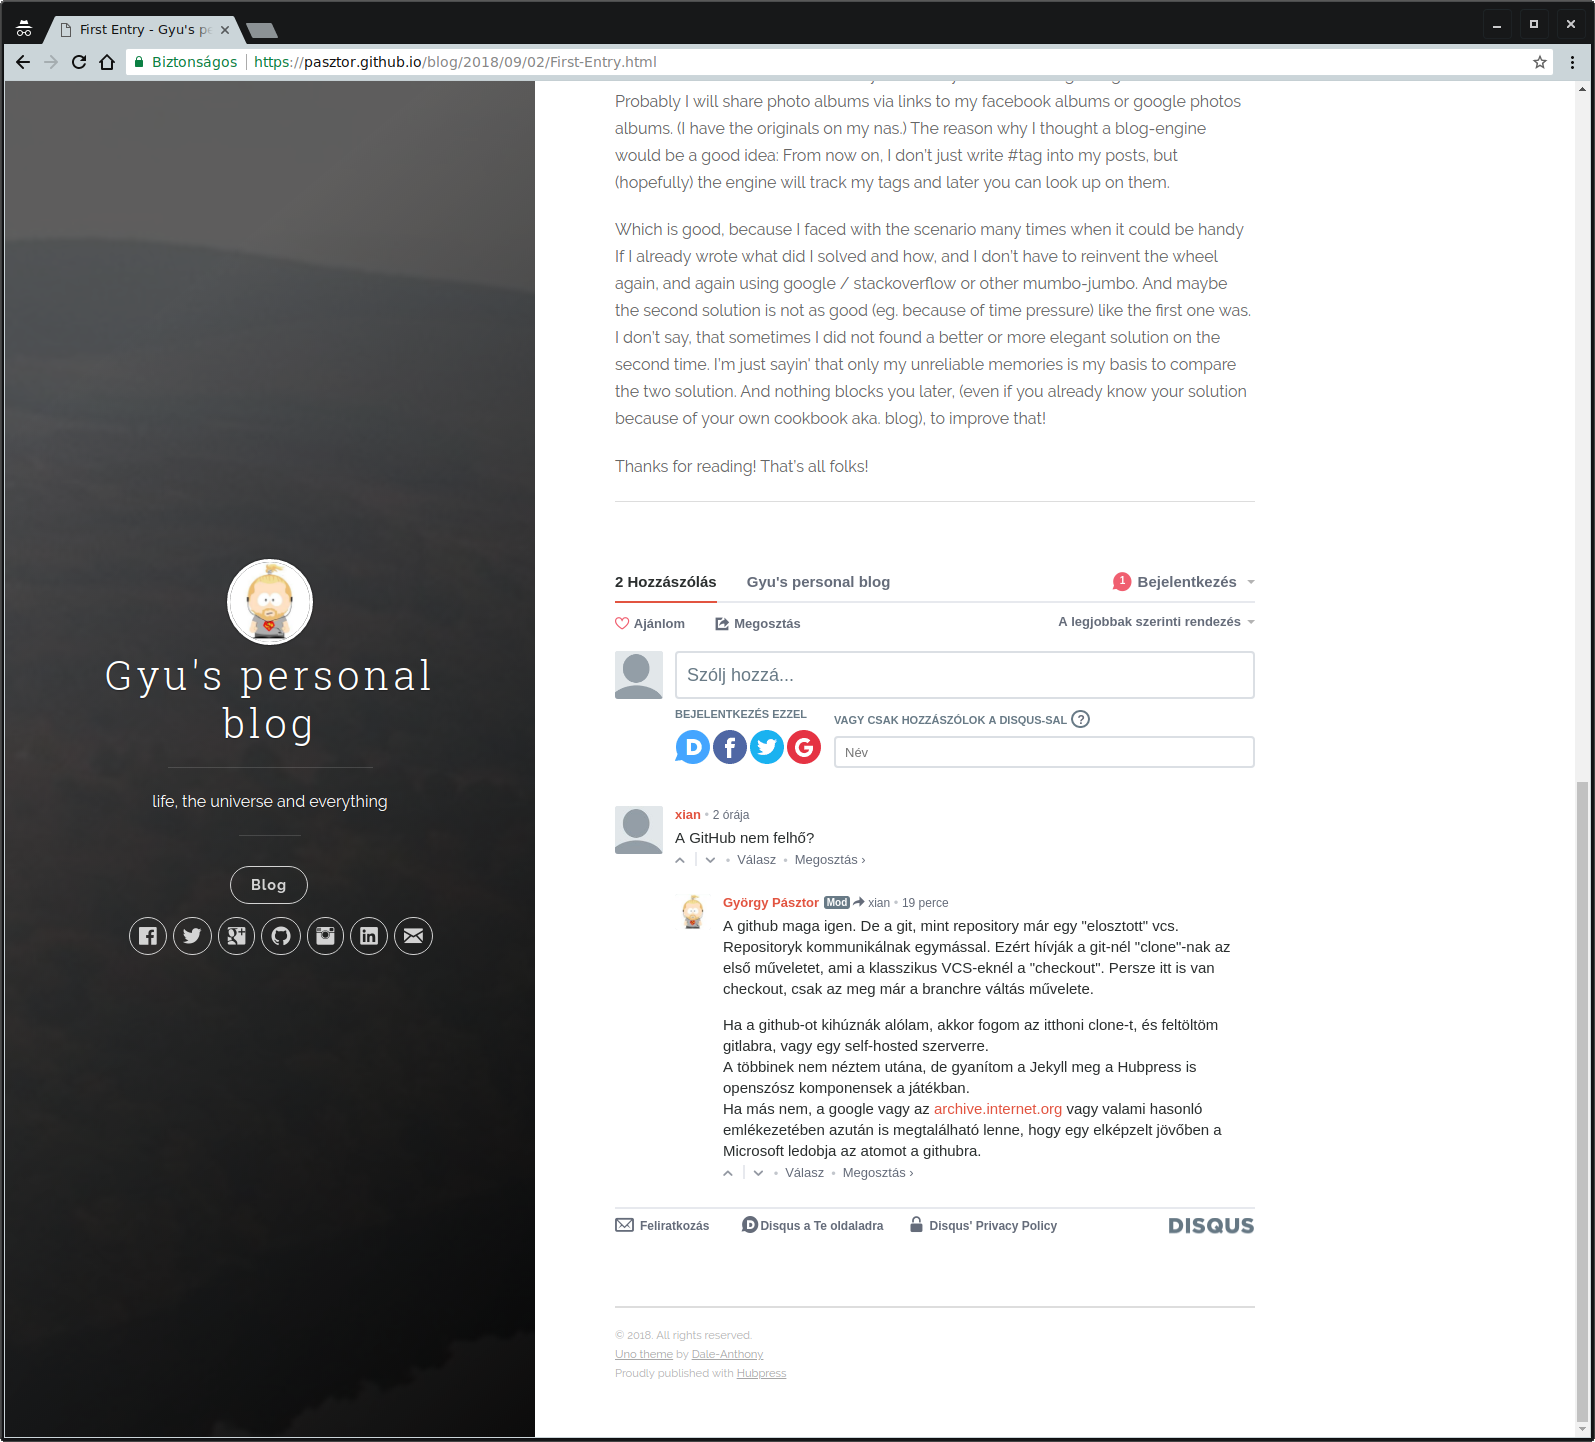 First Entry - Gyu's pe
Biztonságos
https://pasztor.github.io/blog/2018/09/02/First-Entry.html
Gyu's personal
blog
life, the universe and everything
Blog
Probably I will share photo albums via links to my facebook albums or google photos
albums. (I have the originals on my nas.) The reason why I thought a blog-engine
would be a good idea: From now on, I don't just write #tag into my posts, but
(hopefully) the engine will track my tags and later you can look up on them.
Which is good, because I faced with the scenario many times when it could be handy
If I already wrote what did I solved and how, and I don't have to reinvent the wheel
again, and again using google / stackoverflow or other mumbo-jumbo. And maybe
the second solution is not as good (eg. because of time pressure) like the first one was.
I don't say, that sometimes I did not found a better or more elegant solution on the
second time. I'm just sayin' that only my unreliable memories is my basis to compare
the two solution. And nothing blocks you later, (even if you already know your solution
because of your own cookbook aka. blog), to improve that!
Thanks for reading! That's all folks!
2 Hozzászólás Gyu's personal blog 1 Bejelentkezés
Ajánlom Megosztás A legjobbak szerinti rendezés
Szólj hozzá...
BEJELENTKEZÉS EZZEL VAGY CSAK HOZZÁSZÓLOK A DISQUS-SAL ?
Név
xian • 2 órája
A GitHub nem felhő?
• Válasz • Megosztás ›
György Pásztor Mod xian • 19 perce
A github maga igen. De a git, mint repository már egy "elosztott" vcs.
Repositoryk kommunikálnak egymással. Ezért hívják a git-nél "clone"-nak az
első műveletet, ami a klasszikus VCS-eknél a "checkout". Persze itt is van
checkout, csak az meg már a branchre váltás művelete.
Ha a github-ot kihúznák alólam, akkor fogom az itthoni clone-t, és feltöltöm
gitlabra, vagy egy self-hosted szerverre.
A többinek nem néztem utána, de gyanítom a Jekyll meg a Hubpress is
openszósz komponensek a játékban.
Ha más nem, a google vagy az archive.internet.org vagy valami hasonló
emlékezetében azután is megtalálható lenne, hogy egy elképzelt jövőben a
Microsoft ledobja az atomot a githubra.
• Válasz • Megosztás ›
Feliratkozás Disqus a Te oldaladra Disqus' Privacy Policy DISQUS
© 2018. All rights reserved.
Uno theme by Dale-Anthony
Proudly published with Hubpress